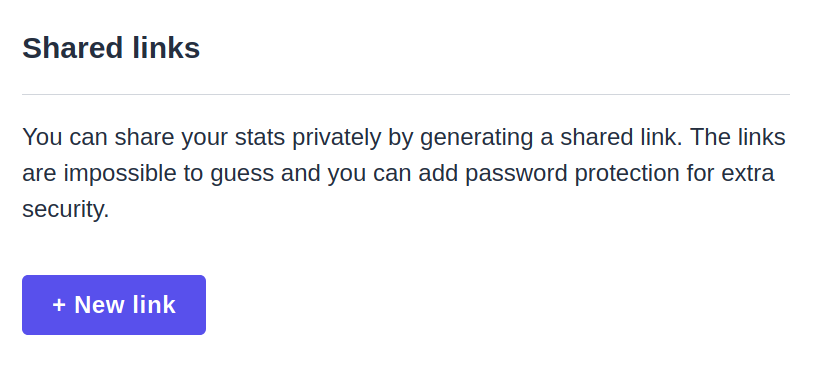 Shared links
You can share your stats privately by generating a shared link. The links
are impossible to guess and you can add password protection for extra
security.
+ New link